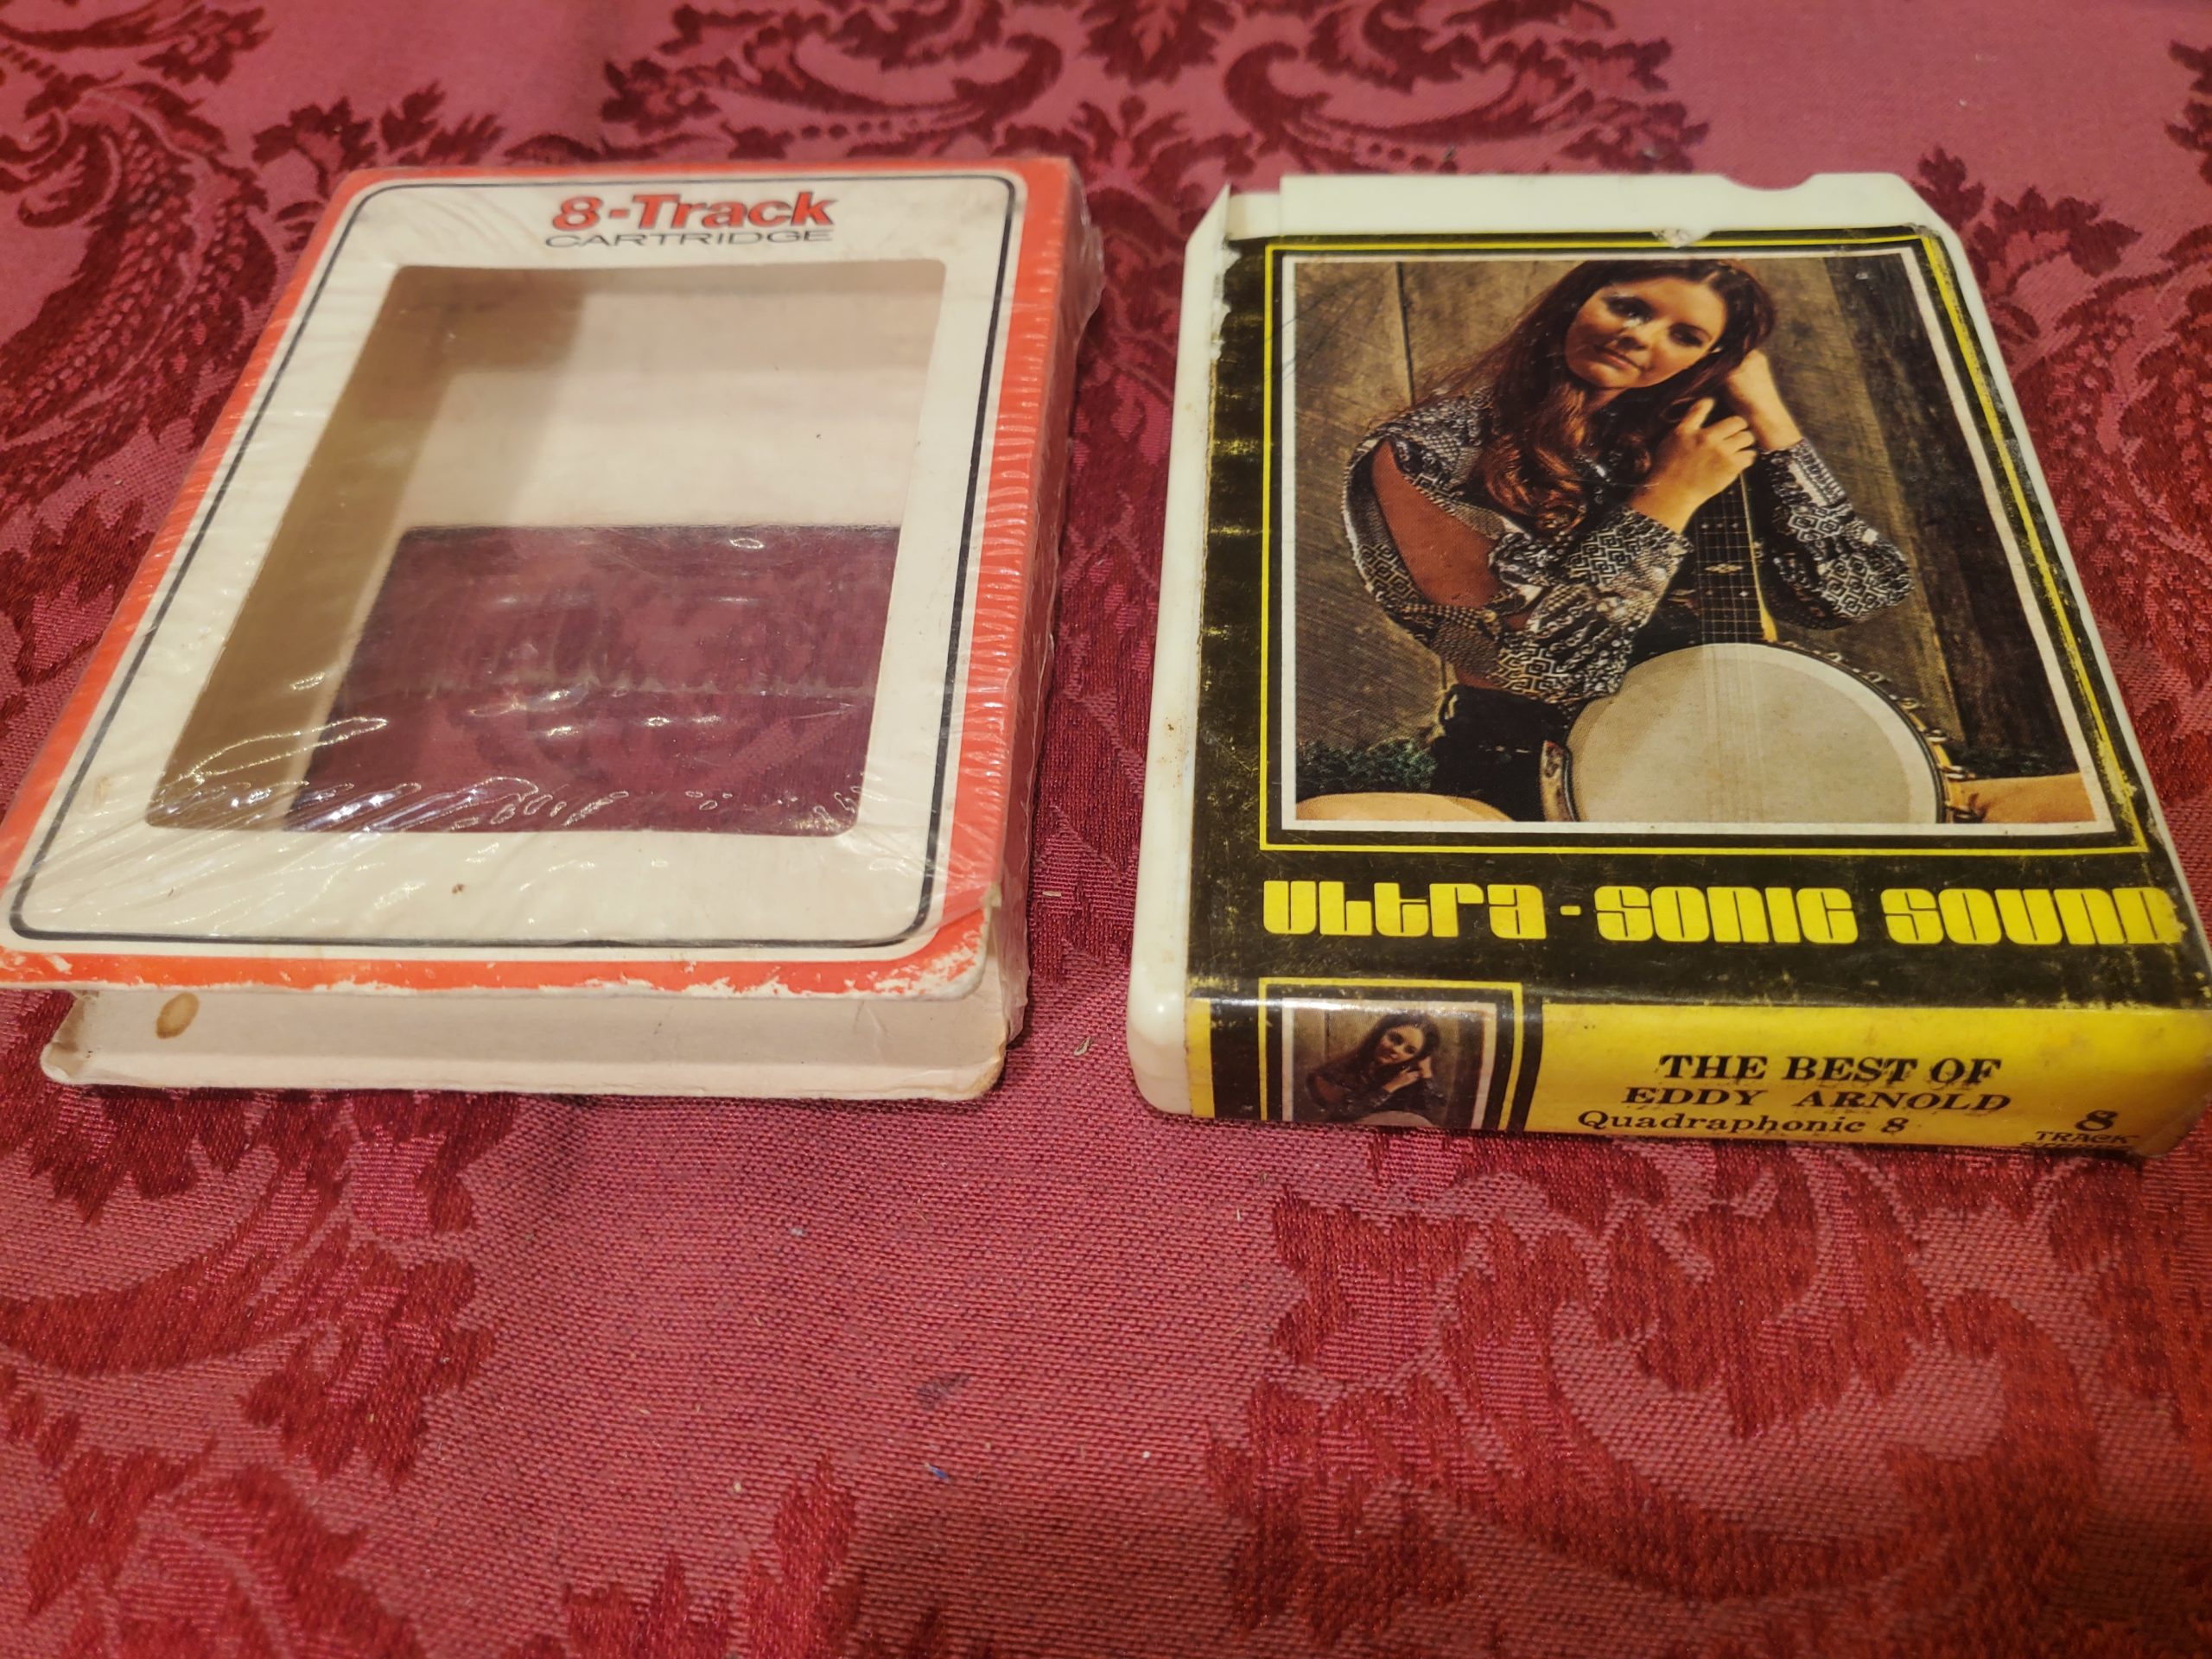 8-Track
CARTRIDGE
ULtra-SONIC SOUND
THE BEST OF
EDDY ARNOLD
Quadraphonic 8
8
TRACK